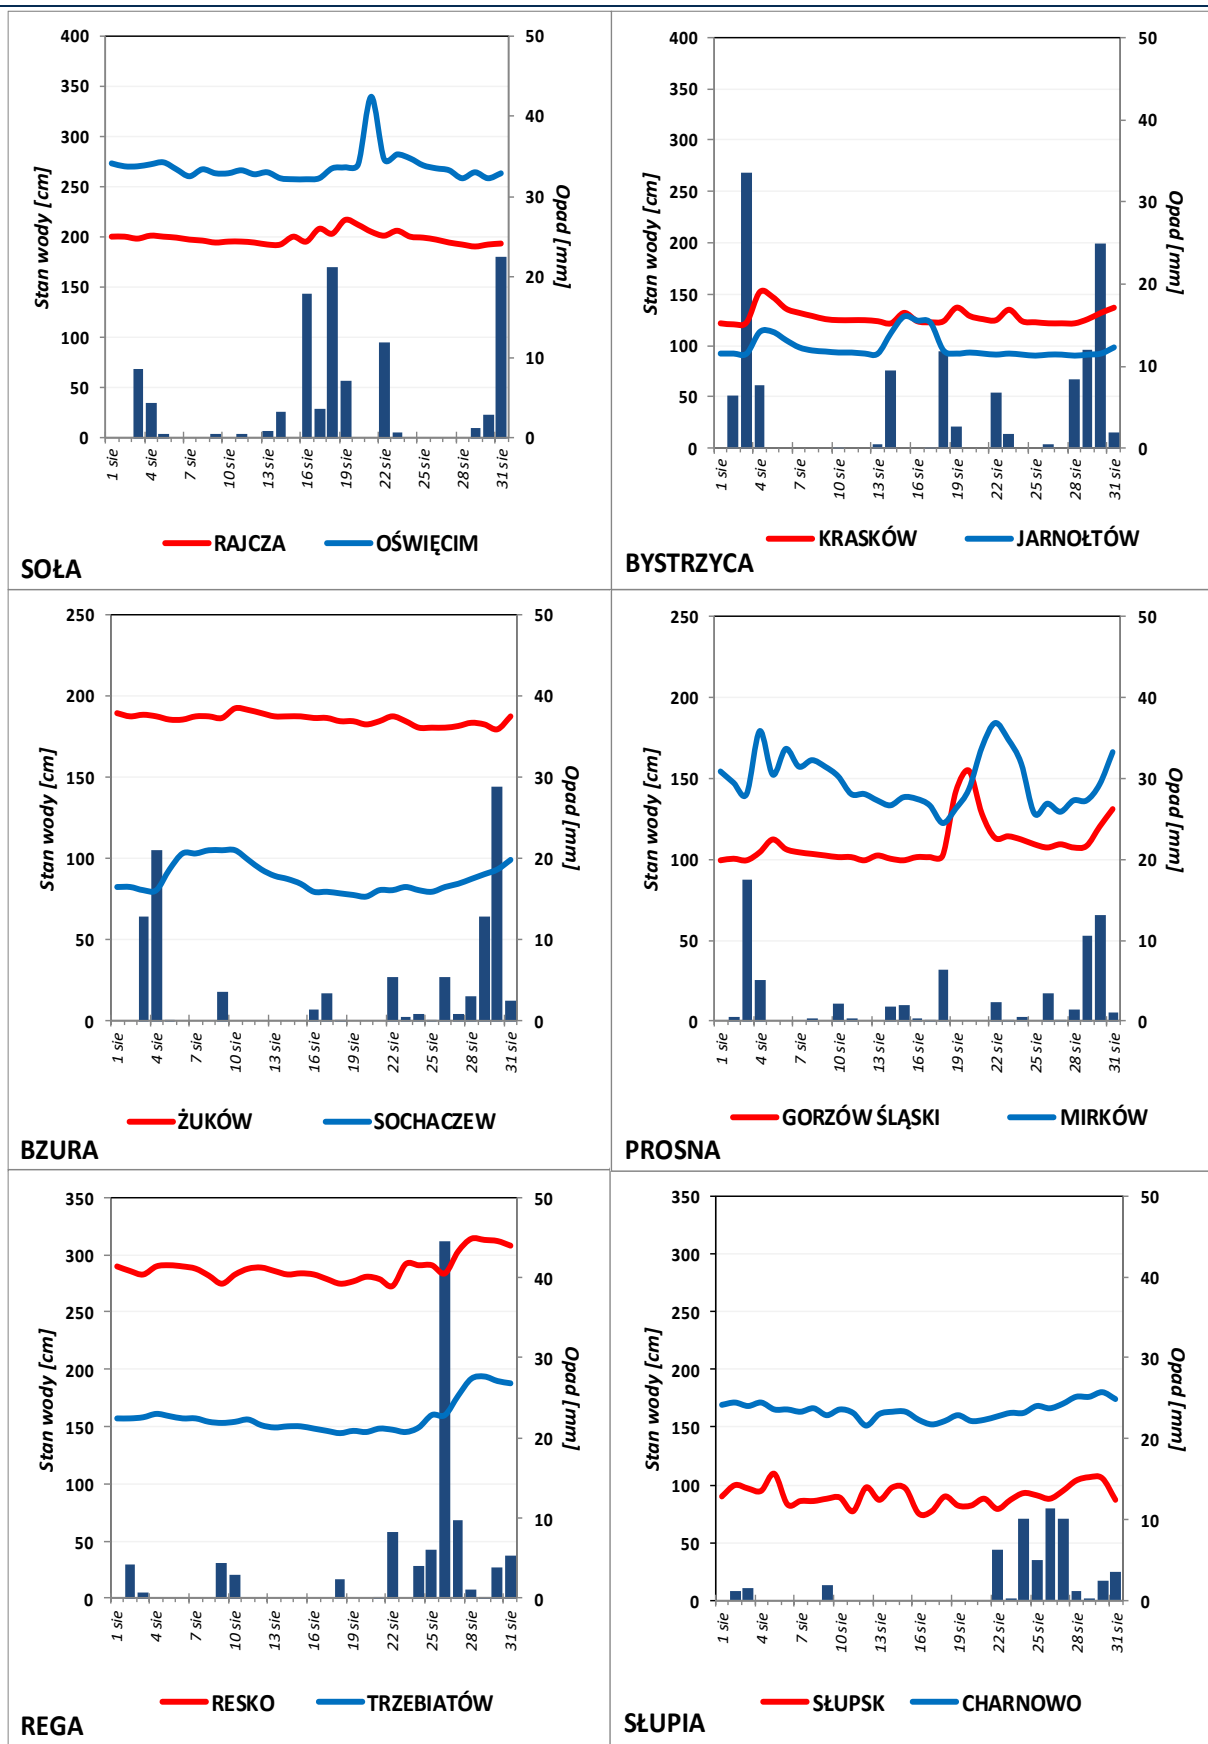 400
350
300
250
200
150
100
50
0
50
40
30
20
10
0
Stan wody [cm]
Opad [mm]
1 sie
4 sie
7 sie
10 sie
13 sie
16 sie
19 sie
22 sie
25 sie
28 sie
31 sie
RAJCZA OŚWIĘCIM
SOŁA
400
350
300
250
200
150
100
50
0
50
40
30
20
10
0
Stan wody [cm]
Opad [mm]
1 sie
4 sie
7 sie
10 sie
13 sie
16 sie
19 sie
22 sie
25 sie
28 sie
31 sie
KRASKÓW JARNOŁTÓW
BYSTRZYCA
250
200
150
100
50
0
50
40
30
20
10
0
Stan wody [cm]
Opad [mm]
1 sie
4 sie
7 sie
10 sie
13 sie
16 sie
19 sie
22 sie
25 sie
28 sie
31 sie
ŻUKÓW SOCHACZEW
BZURA
250
200
150
100
50
0
50
40
30
20
10
0
Stan wody [cm]
Opad [mm]
1 sie
4 sie
7 sie
10 sie
13 sie
16 sie
19 sie
22 sie
25 sie
28 sie
31 sie
GORZÓW ŚLĄSKI MIRKÓW
PROSNA
350
300
250
200
150
100
50
0
50
40
30
20
10
0
Stan wody [cm]
Opad [mm]
1 sie
4 sie
7 sie
10 sie
13 sie
16 sie
19 sie
22 sie
25 sie
28 sie
31 sie
RESKO TRZEBIATÓW
REGA
350
300
250
200
150
100
50
0
50
40
30
20
10
0
Stan wody [cm]
Opad [mm]
1 sie
4 sie
7 sie
10 sie
13 sie
16 sie
19 sie
22 sie
25 sie
28 sie
31 sie
SŁUPSK CHARNOWO
SŁUPIA